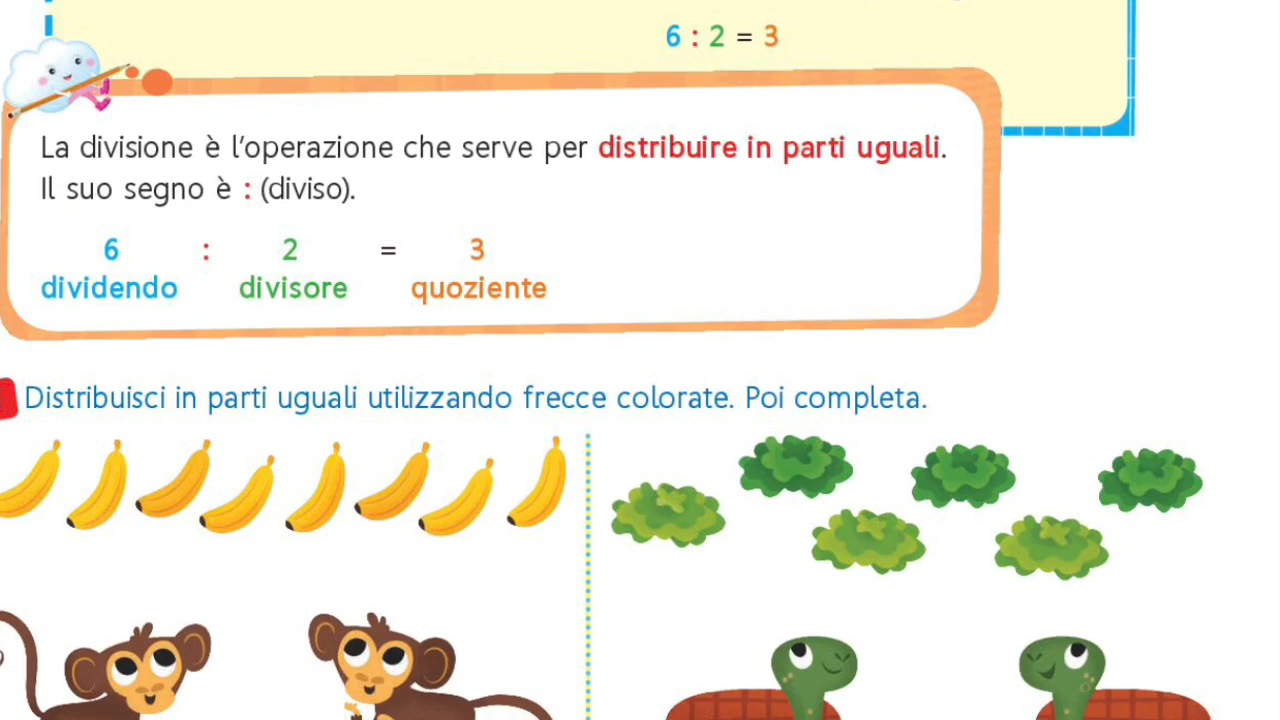 6 : 2 = 3
La divisione è l'operazione che serve per distribuire in parti uguali.
Il suo segno è : (diviso).
6 : 2 = 3
dividendo divisore quoziente
Distribuisci in parti uguali utilizzando frecce colorate. Poi completa.